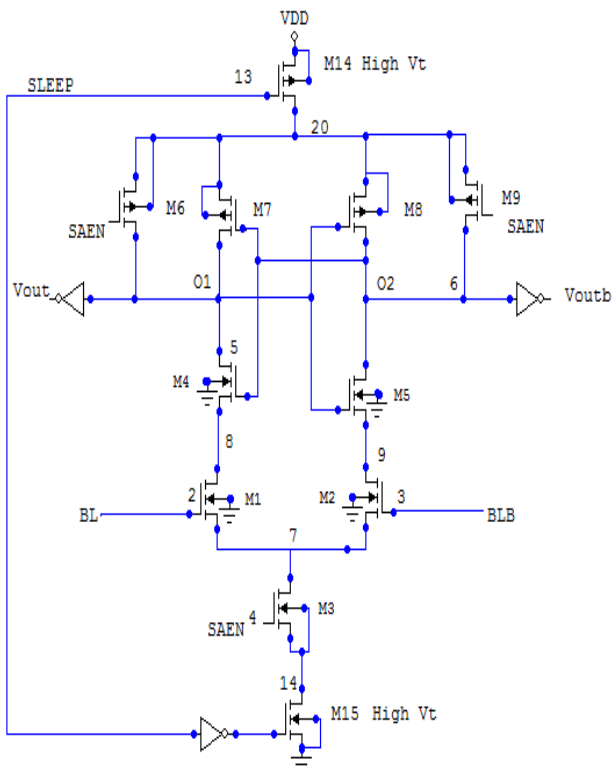 VDD
M14 High Vt
13
SLEEP
20
M6
M7
M8
M9
SAEN
SAEN
Vout
O1
O2
6
Voutb
5
M4
M5
8
9
2
M1
M2
3
BL
BLB
7
4
M3
SAEN
14
M15 High Vt